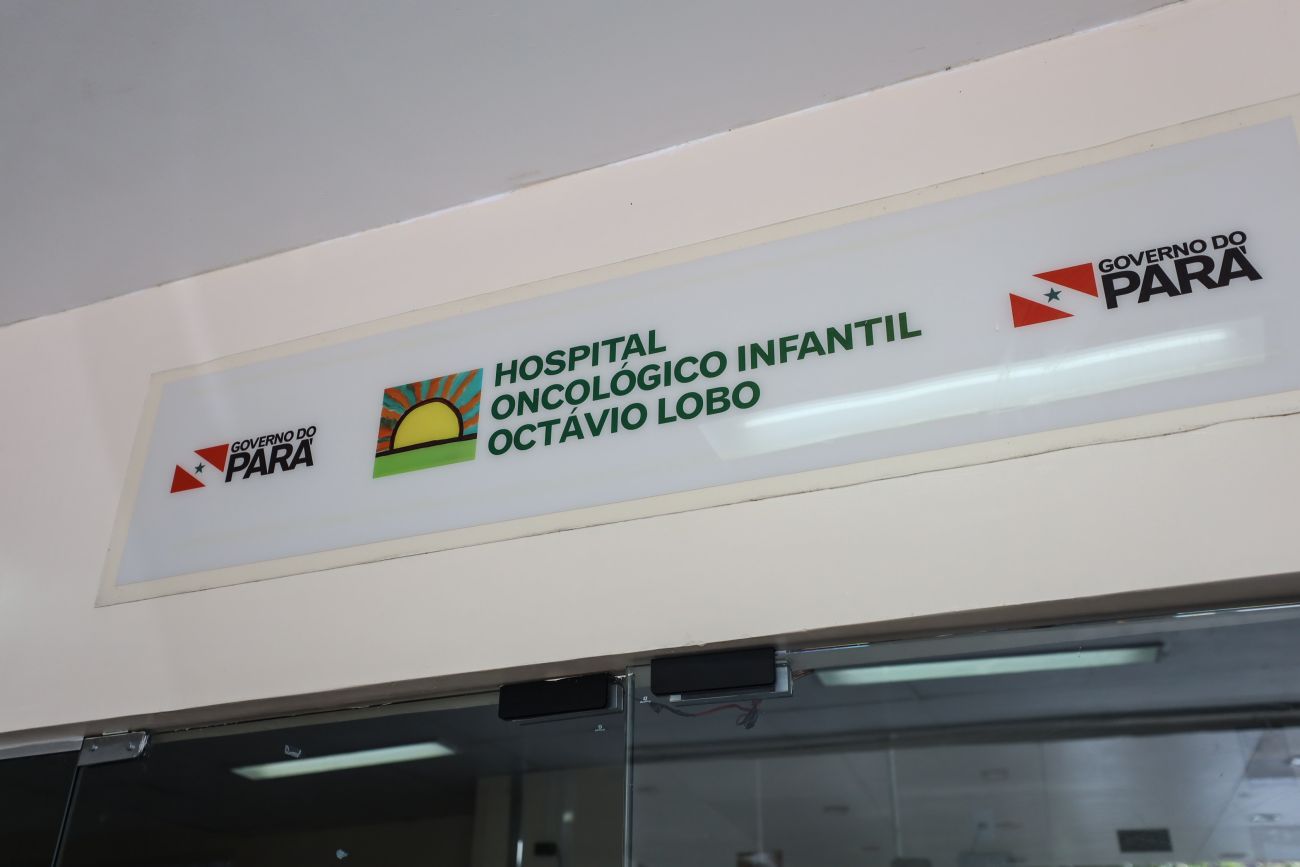 GOVERNO DO
PARÁ
HOSPITAL
ONCOLÓGICO INFANTIL
OCTÁVIO LOBO
GOVERNO DO
PARÁ